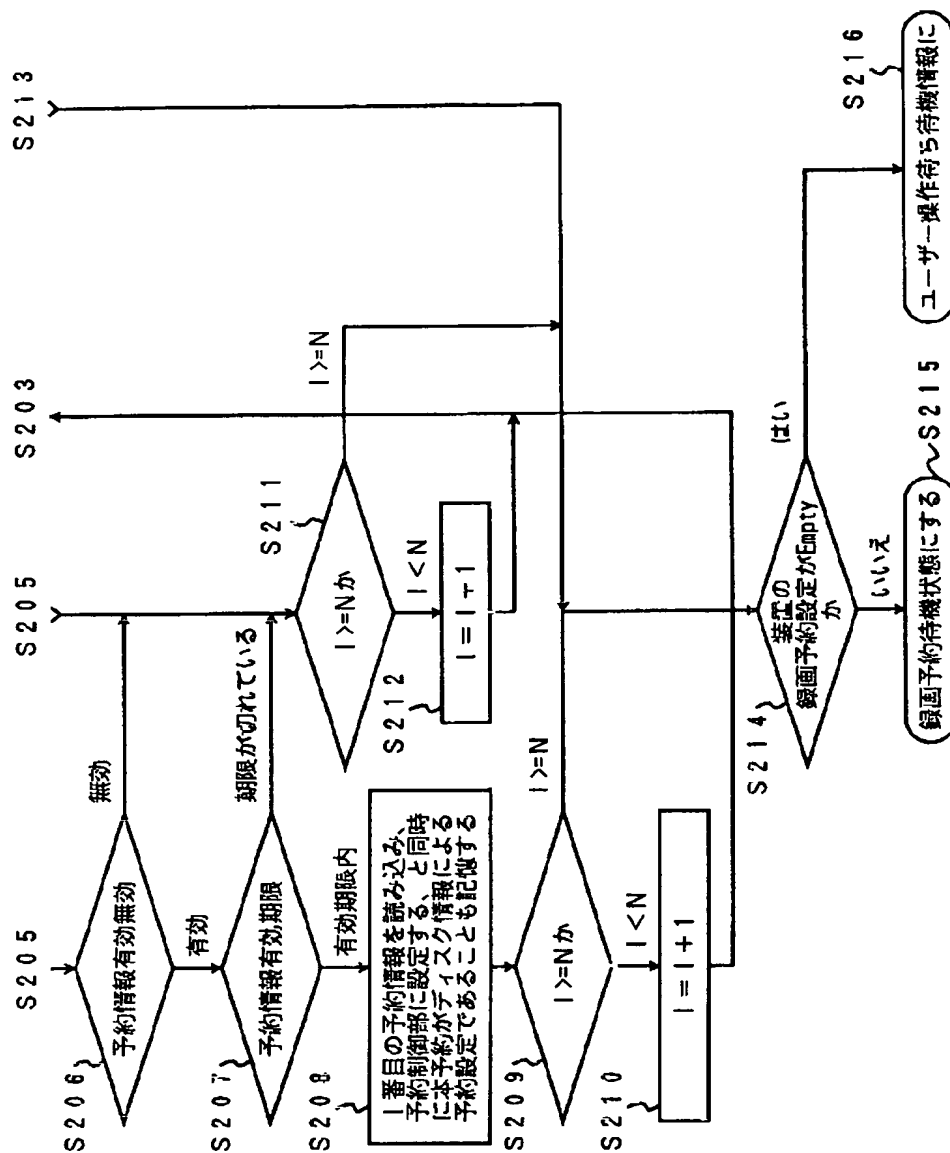 S205
S205
S203
S213
S206
予約情報有効無効
無効
有効
S207
予約情報有効期限
期限が切れている
有効期限内
S208
I番目の予約情報を読み込み、
予約制御部に設定する、と同時
に本予約がディスク情報による
予約設定であることも記憶する
S211
I>=Nか
I>=N
I<N
S212
I=I+1
S209
I>=Nか
I>=N
I<N
S210
I=I+1
S214
装置の
録画予約設定がEmpty
か
はい
いいえ
S215
録画予約待機状態にする
S216
ユーザー操作待ち待機情報に